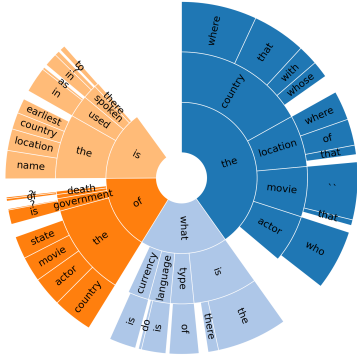 the
country
where
that
with
whose
location
where
of
that
movie
:
that
actor
who
what
is
the
there
type
of
language
is
do
currency
is
of
the
country
actor
movie
state
government
is
death
is
the
name
location
country
earliest
used
as
in
in
spoken
to
there